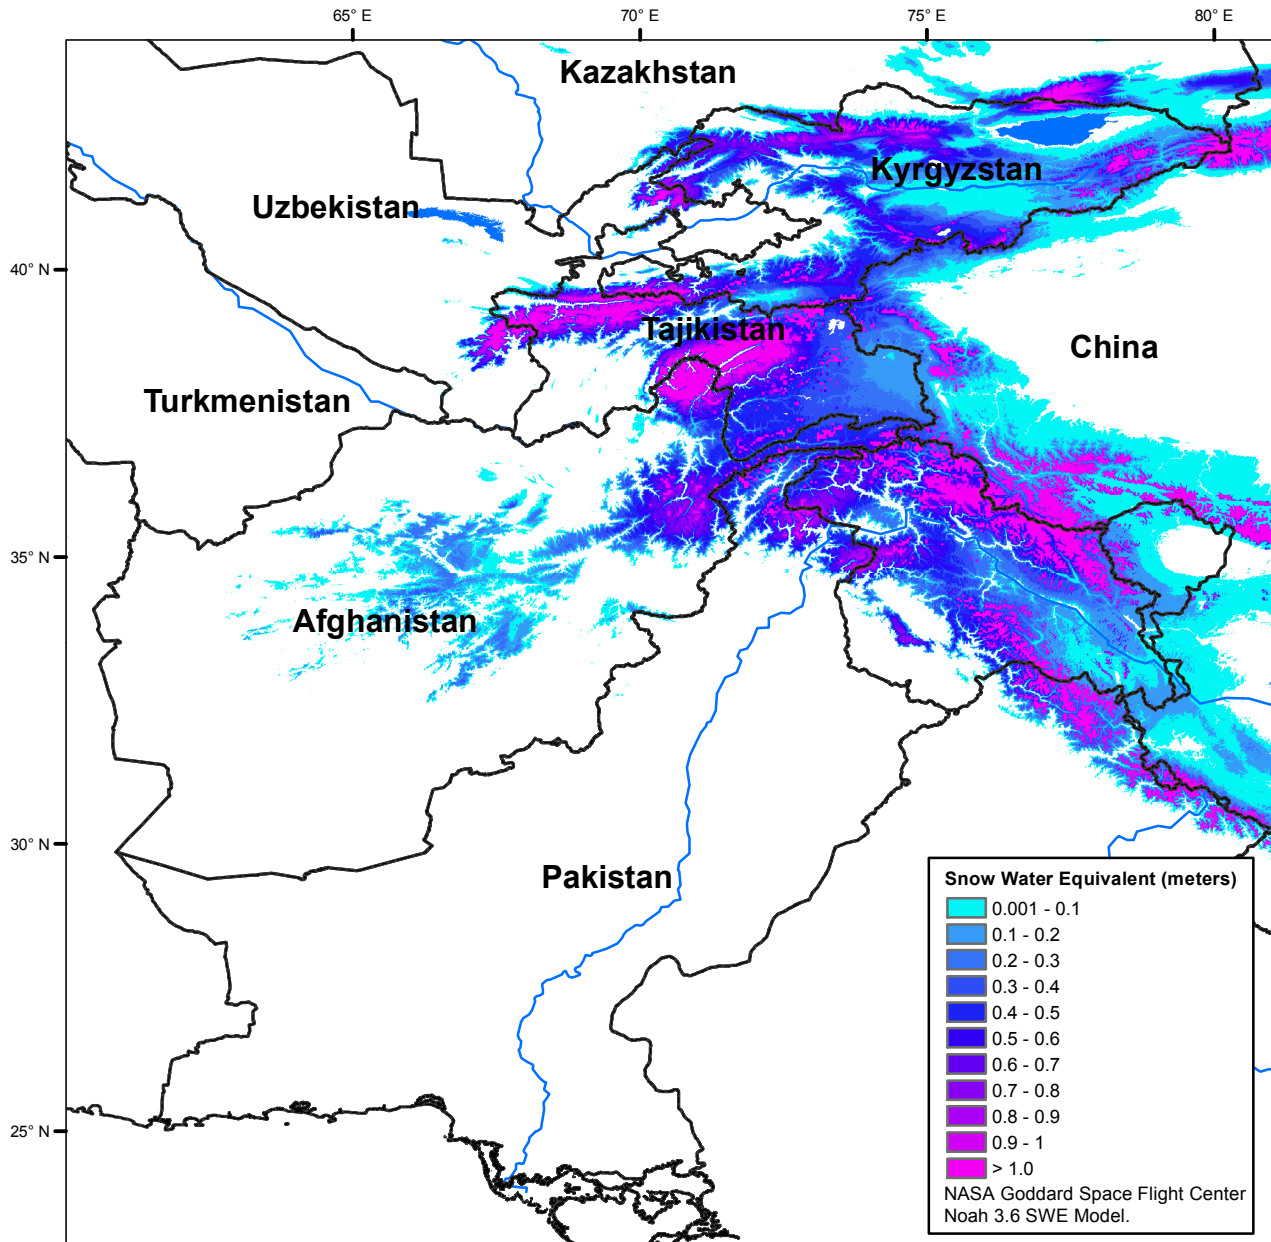 65° E
70° E
75° E
80° E
Kazakhstan
Kyrgyzstan
Uzbekistan
40° N
Tajikistan
China
Turkmenistan
35° N
Afghanistan
30° N
Pakistan
25° N
Snow Water Equivalent (meters)
0.001 - 0.1
0.1 - 0.2
0.2 - 0.3
0.3 - 0.4
0.4 - 0.5
0.5 - 0.6
0.6 - 0.7
0.7 - 0.8
0.8 - 0.9
0.9 - 1
> 1.0
NASA Goddard Space Flight Center
Noah 3.6 SWE Model.